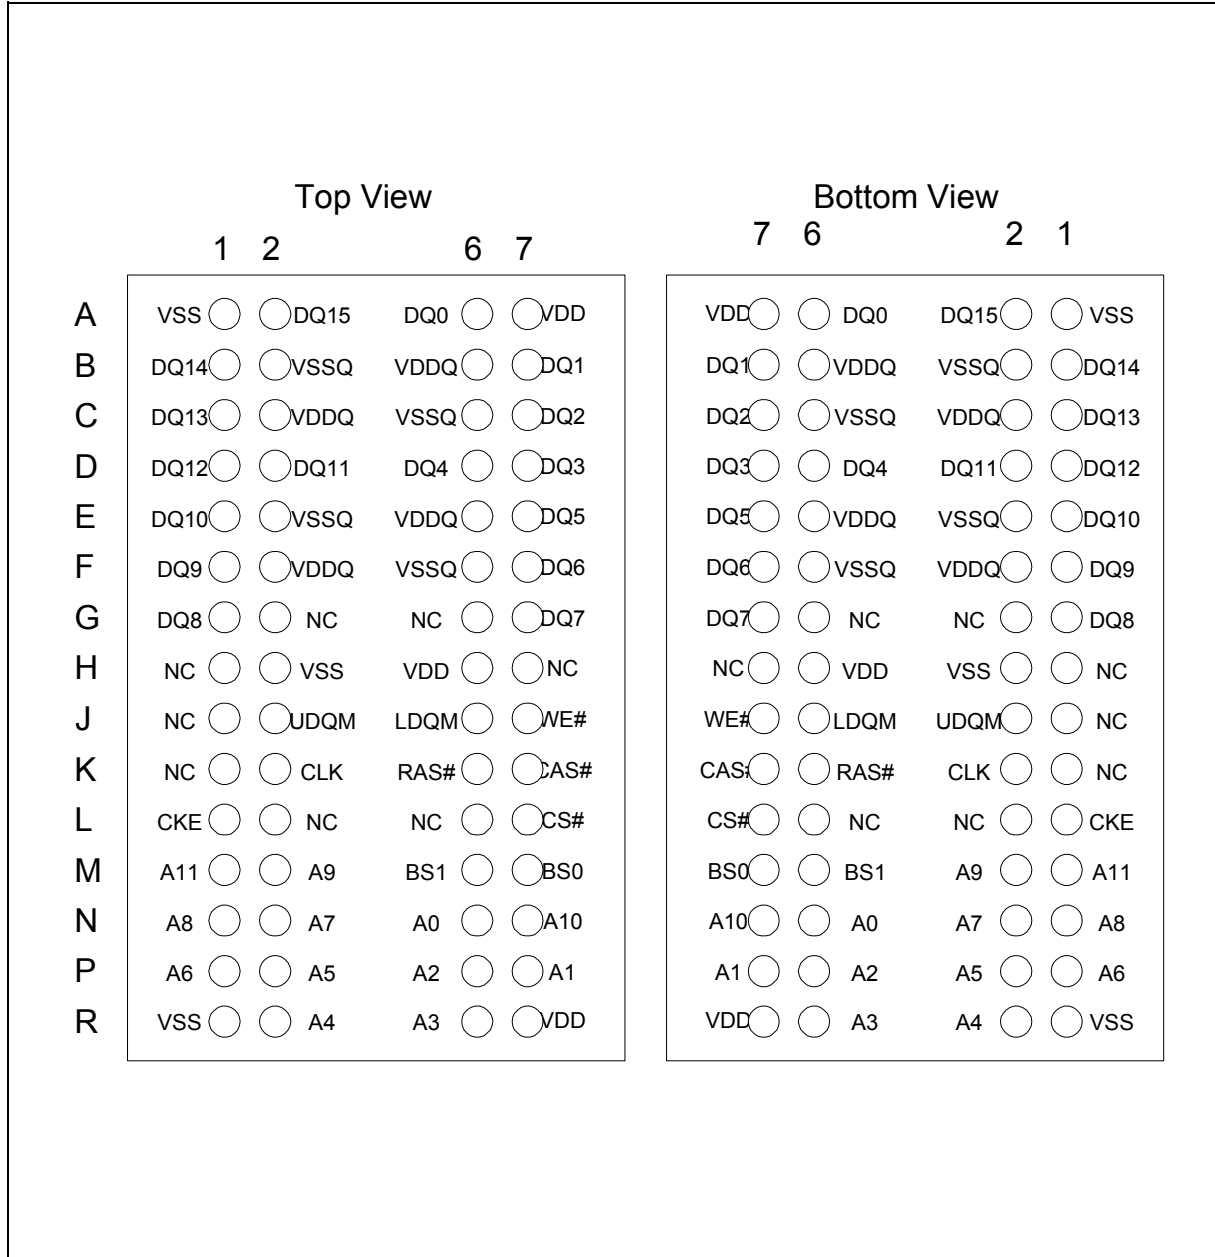 Top View Bottom View
1 2 6 7 7 6 2 1
A VSS DQ15 DQ0 VDD VDD DQ0 DQ15 VSS
B DQ14 VSSQ VDDQ DQ1 DQ1 VDDQ VSSQ DQ14
C DQ13 VDDQ VSSQ DQ2 DQ2 VSSQ VDDQ DQ13
D DQ12 DQ11 DQ4 DQ3 DQ3 DQ4 DQ11 DQ12
E DQ10 VSSQ VDDQ DQ5 DQ5 VDDQ VSSQ DQ10
F DQ9 VDDQ VSSQ DQ6 DQ6 VSSQ VDDQ DQ9
G DQ8 NC NC DQ7 DQ7 NC NC DQ8
H NC VSS VDD NC NC VDD VSS NC
J NC UDQM LDQM WE# WE# LDQM UDQM NC
K NC CLK RAS# CAS# CAS# RAS# CLK NC
L CKE NC NC CS# CS# NC NC CKE
M A11 A9 BS1 BS0 BS0 BS1 A9 A11
N A8 A7 A0 A10 A10 A0 A7 A8
P A6 A5 A2 A1 A1 A2 A5 A6
R VSS A4 A3 VDD VDD A3 A4 VSS